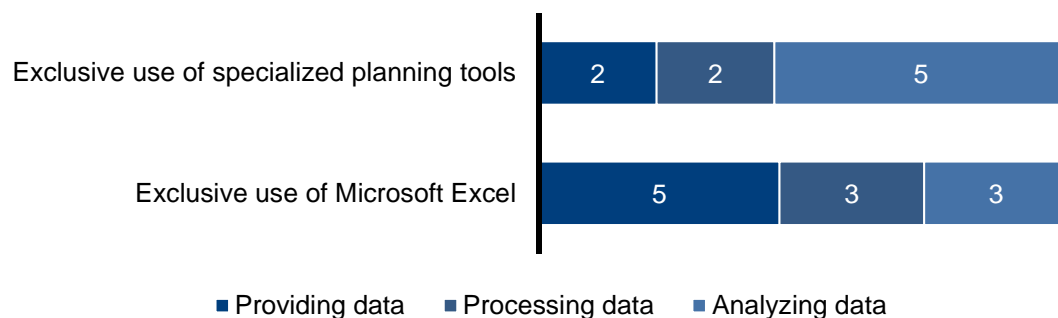 Exclusive use of specialized planning tools 2 2 5
Exclusive use of Microsoft Excel 5 3 3
Providing data Processing data Analyzing data